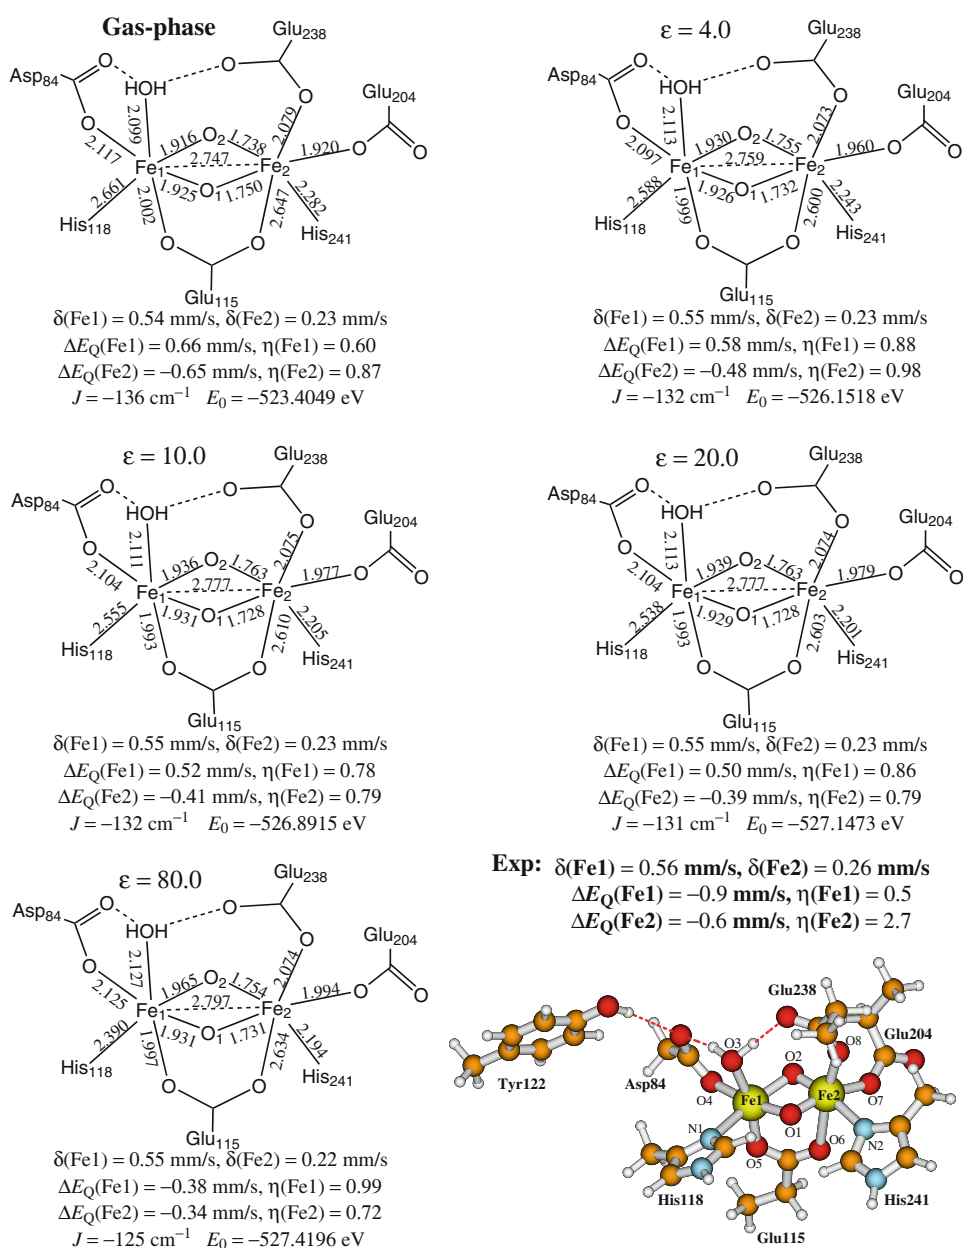 Gas-phase
Glu238
Asp84
O
O
HOH
O
O
O
Glu204
O
O
2.099
2.117
1.916
O2
1.738
2.079
1.920
Fe1
2.747
Fe2
2.661
2.002
1.925
O1
1.750
2.647
2.282
His118
His241
O
O
Glu115
δ(Fe1) = 0.54 mm/s, δ(Fe2) = 0.23 mm/s
ΔEQ(Fe1) = 0.66 mm/s, η(Fe1) = 0.60
ΔEQ(Fe2) = −0.65 mm/s, η(Fe2) = 0.87
J = −136 cm⁻¹ E0 = −523.4049 eV
ε = 4.0
Glu238
Asp84
O
O
HOH
O
O
O
Glu204
O
O
2.113
2.097
1.930
O2
1.755
2.073
1.960
Fe1
2.759
Fe2
2.588
1.999
1.926
O1
1.732
2.600
2.243
His118
His241
O
O
Glu115
δ(Fe1) = 0.55 mm/s, δ(Fe2) = 0.23 mm/s
ΔEQ(Fe1) = 0.58 mm/s, η(Fe1) = 0.88
ΔEQ(Fe2) = −0.48 mm/s, η(Fe2) = 0.98
J = −132 cm⁻¹ E0 = −526.1518 eV
ε = 10.0
Glu238
Asp84
O
O
HOH
O
O
O
Glu204
O
O
2.111
2.104
1.936
O2
1.763
2.075
1.977
Fe1
2.777
Fe2
2.555
1.993
1.931
O1
1.728
2.610
2.205
His118
His241
O
O
Glu115
δ(Fe1) = 0.55 mm/s, δ(Fe2) = 0.23 mm/s
ΔEQ(Fe1) = 0.52 mm/s, η(Fe1) = 0.78
ΔEQ(Fe2) = −0.41 mm/s, η(Fe2) = 0.79
J = −132 cm⁻¹ E0 = −526.8915 eV
ε = 20.0
Glu238
Asp84
O
O
HOH
O
O
O
Glu204
O
O
2.113
2.104
1.939
O2
1.763
2.074
1.979
Fe1
2.777
Fe2
2.538
1.993
1.929
O1
1.728
2.603
2.201
His118
His241
O
O
Glu115
δ(Fe1) = 0.55 mm/s, δ(Fe2) = 0.23 mm/s
ΔEQ(Fe1) = 0.50 mm/s, η(Fe1) = 0.86
ΔEQ(Fe2) = −0.39 mm/s, η(Fe2) = 0.79
J = −131 cm⁻¹ E0 = −527.1473 eV
ε = 80.0
Glu238
Asp84
O
O
HOH
O
O
O
Glu204
O
O
2.127
2.125
1.965
O2
1.754
2.074
1.994
Fe1
2.797
Fe2
2.390
1.997
1.931
O1
1.731
2.634
2.194
His118
His241
O
O
Glu115
δ(Fe1) = 0.55 mm/s, δ(Fe2) = 0.22 mm/s
ΔEQ(Fe1) = −0.38 mm/s, η(Fe1) = 0.99
ΔEQ(Fe2) = −0.34 mm/s, η(Fe2) = 0.72
J = −125 cm⁻¹ E0 = −527.4196 eV
Exp: δ(Fe1) = 0.56 mm/s, δ(Fe2) = 0.26 mm/s
ΔEQ(Fe1) = −0.9 mm/s, η(Fe1) = 0.5
ΔEQ(Fe2) = −0.6 mm/s, η(Fe2) = 2.7
Glu238
Glu204
O3
O8
O2
Tyr122
Asp84
O4
Fe1
Fe2
O7
N1
O1
O6
N2
O5
His118
His241
Glu115